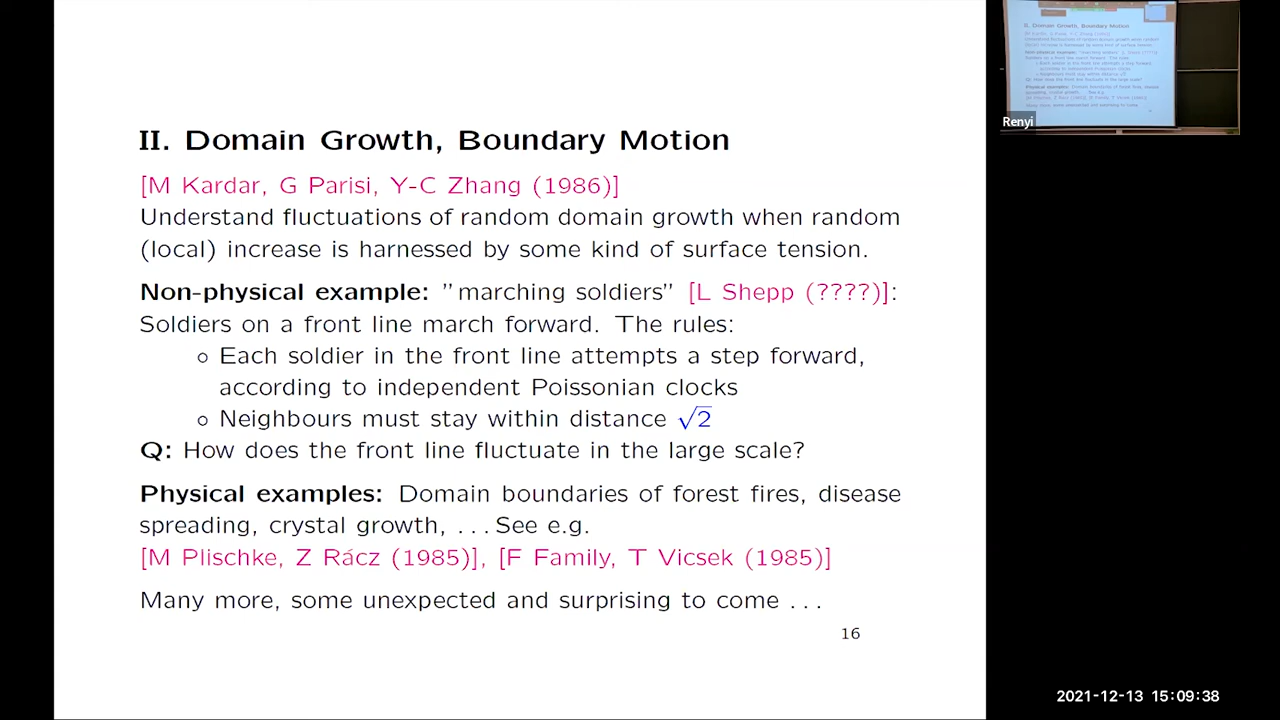 II. Domain Growth, Boundary Motion
[M Kardar, G Parisi, Y-C Zhang (1986)]
Understand fluctuations of random domain growth when random
(local) increase is harnessed by some kind of surface tension.
Non-physical example: ”marching soldiers” [L Shepp (????)]:
Soldiers on a front line march forward. The rules:
◦ Each soldier in the front line attempts a step forward,
according to independent Poissonian clocks
◦ Neighbours must stay within distance √2
Q: How does the front line fluctuate in the large scale?
Physical examples: Domain boundaries of forest fires, disease
spreading, crystal growth, ... See e.g.
[M Plischke, Z Rácz (1985)], [F Family, T Vicsek (1985)]
Many more, some unexpected and surprising to come ...
16
Renyi
2021-12-13 15:09:38